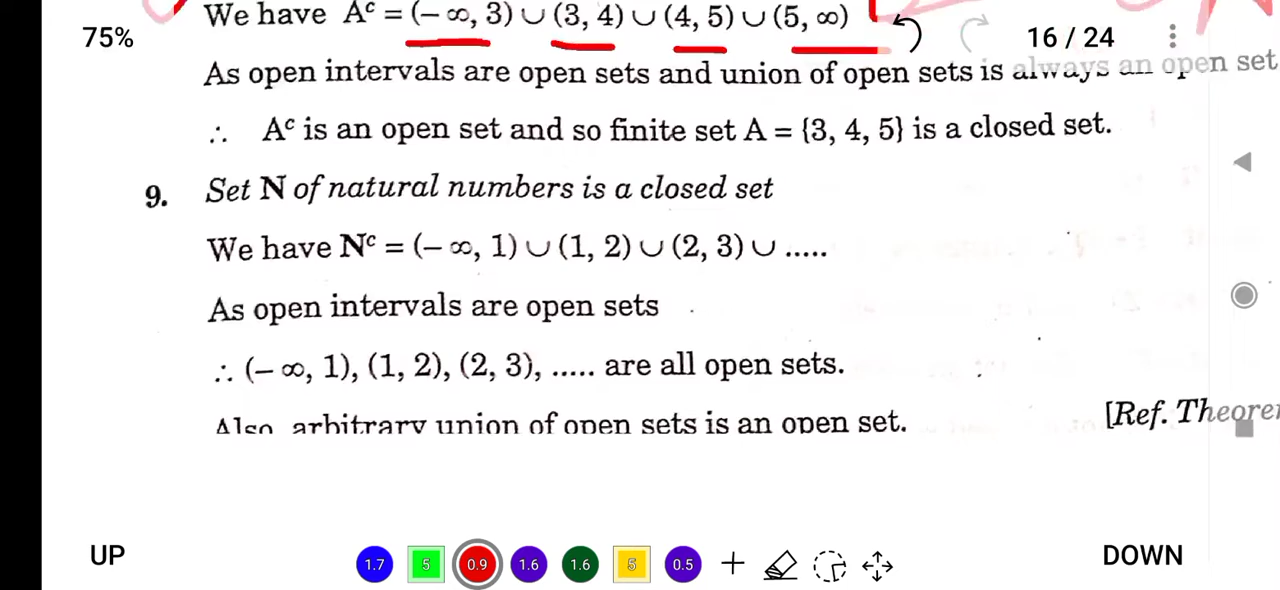 We have Aᶜ = (– ∞, 3) ∪ (3, 4) ∪ (4, 5) ∪ (5, ∞)
75%
16 / 24
As open intervals are open sets and union of open sets is always an open set
∴ Aᶜ is an open set and so finite set A = {3, 4, 5} is a closed set.
9. Set N of natural numbers is a closed set
We have Nᶜ = (– ∞, 1) ∪ (1, 2) ∪ (2, 3) ∪ .....
As open intervals are open sets
∴ (– ∞, 1), (1, 2), (2, 3), ..... are all open sets.
Also arbitrary union of open sets is an open set.
[Ref. Theore
UP
1.7 5 0.9 1.6 1.6 5 0.5
DOWN